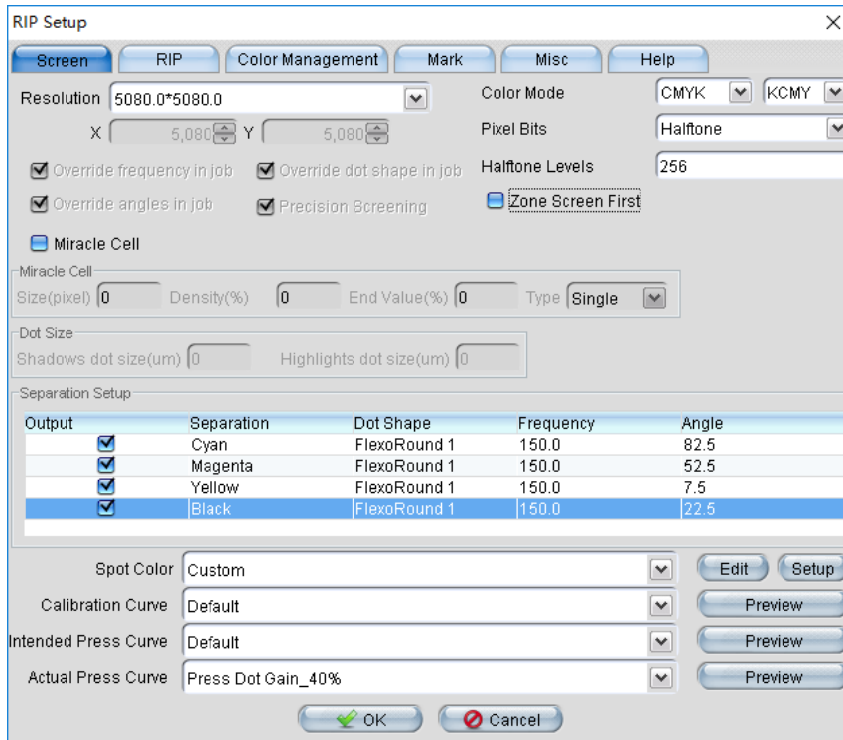 RIP Setup
Screen RIP Color Management Mark Misc Help
Resolution 5080.0*5080.0 Color Mode CMYK KCMY
X 5,080 Y 5,080 Pixel Bits Halftone
Override frequency in job Override dot shape in job Halftone Levels 256
Override angles in job Precision Screening Zone Screen First
Miracle Cell
Miracle Cell
Size(pixel) 0 Density(%) 0 End Value(%) 0 Type Single
Dot Size
Shadows dot size(um) 0 Highlights dot size(um) 0
Separation Setup
Output Separation Dot Shape Frequency Angle
Cyan FlexoRound 1 150.0 82.5
Magenta FlexoRound 1 150.0 52.5
Yellow FlexoRound 1 150.0 7.5
Black FlexoRound 1 150.0 22.5
Spot Color Custom Edit Setup
Calibration Curve Default Preview
Intended Press Curve Default Preview
Actual Press Curve Press Dot Gain_40% Preview
OK Cancel